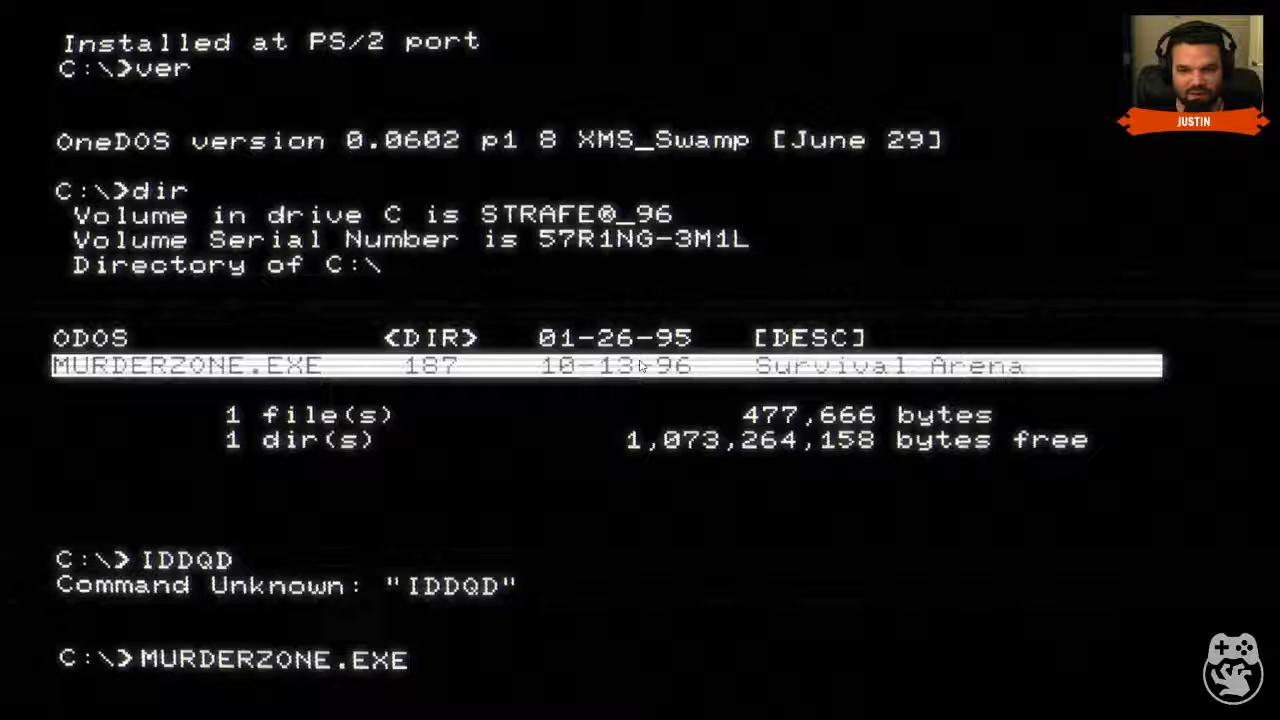 Installed at PS/2 port
C:\>ver
JUSTIN
OneDOS version 0.0602 p1 8 XMS_Swamp [June 29]
C:\>dir
Volume in drive C is STRAFE®_96
Volume Serial Number is 57R1NG-3M1L
Directory of C:\
ODOS <DIR> 01-26-95 [DESC]
MURDERZONE.EXE 187 10-13-96 Survival Arena
1 file(s) 477,666 bytes
1 dir(s) 1,073,264,158 bytes free
C:\> IDDQD
Command Unknown: "IDDQD"
C:\> MURDERZONE.EXE